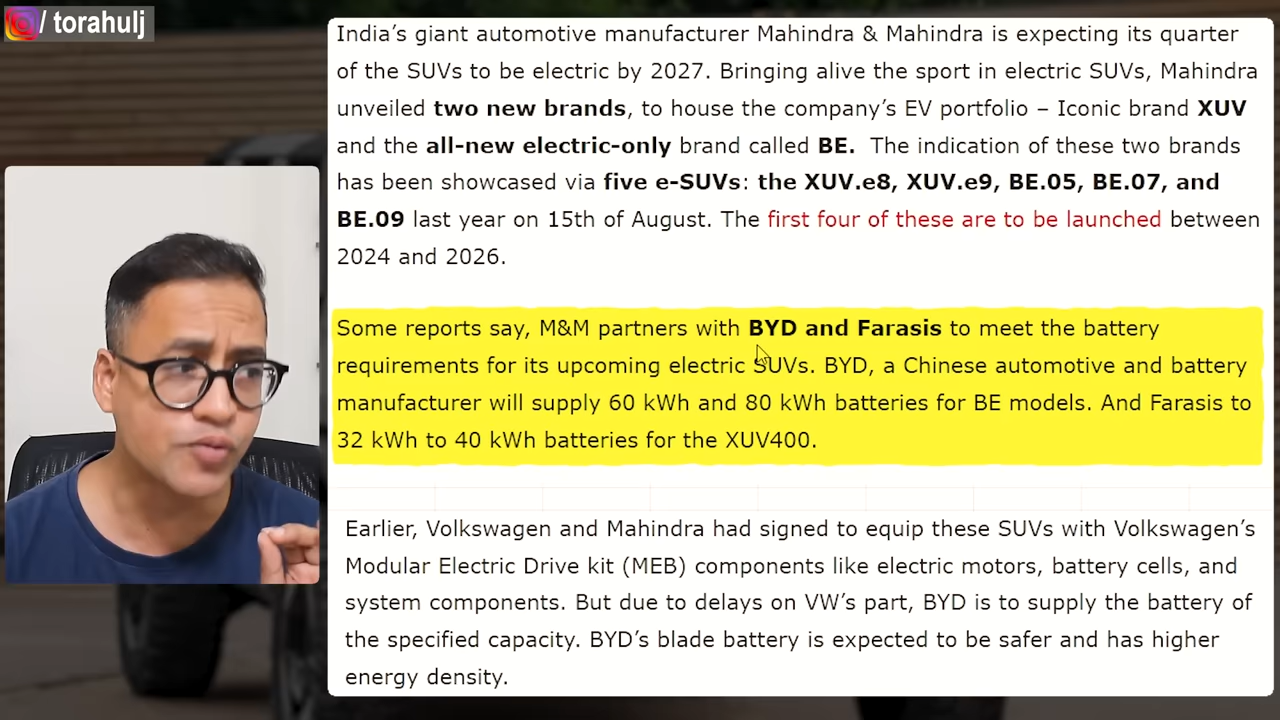 / torahulj
India’s giant automotive manufacturer Mahindra & Mahindra is expecting its quarter
of the SUVs to be electric by 2027. Bringing alive the sport in electric SUVs, Mahindra
unveiled two new brands, to house the company’s EV portfolio – Iconic brand XUV
and the all-new electric-only brand called BE.  The indication of these two brands
has been showcased via five e-SUVs: the XUV.e8, XUV.e9, BE.05, BE.07, and
BE.09 last year on 15th of August. The first four of these are to be launched between
2024 and 2026.
Some reports say, M&M partners with BYD and Farasis to meet the battery
requirements for its upcoming electric SUVs. BYD, a Chinese automotive and battery
manufacturer will supply 60 kWh and 80 kWh batteries for BE models. And Farasis to
32 kWh to 40 kWh batteries for the XUV400.
Earlier, Volkswagen and Mahindra had signed to equip these SUVs with Volkswagen’s
Modular Electric Drive kit (MEB) components like electric motors, battery cells, and
system components. But due to delays on VW’s part, BYD is to supply the battery of
the specified capacity. BYD’s blade battery is expected to be safer and has higher
energy density.